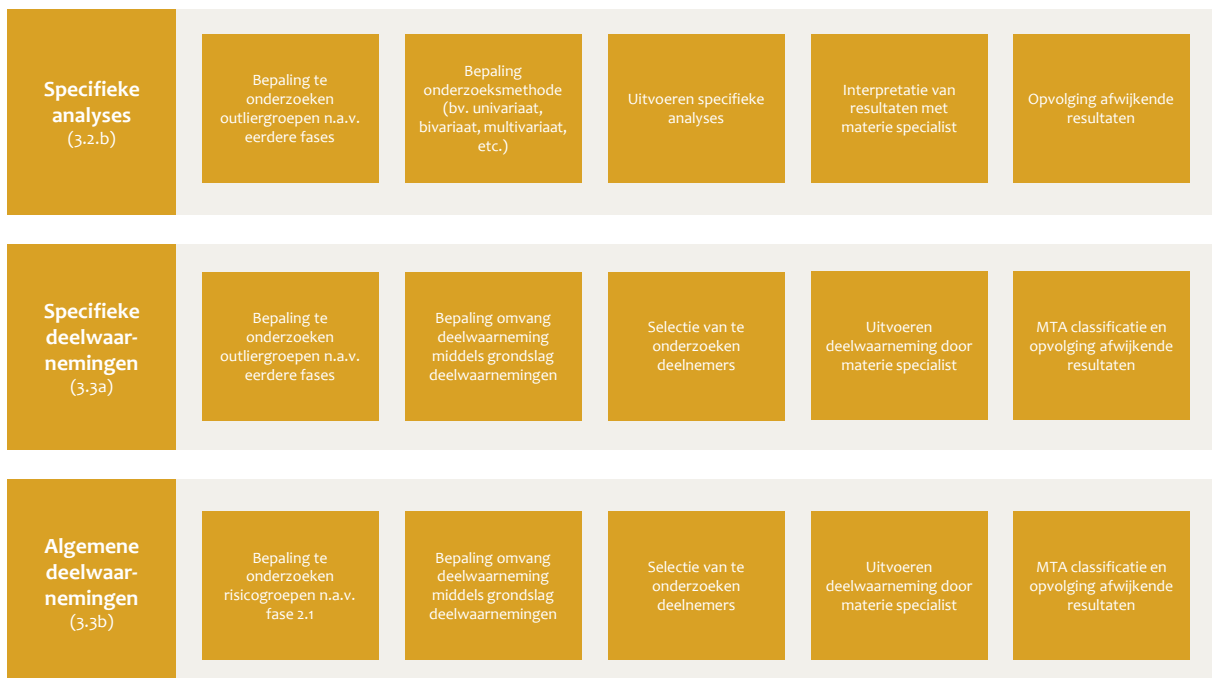 Specifieke
analyses
(3.2.b)
Bepaling te
onderzoeken
outliergroepen n.a.v.
eerdere fases
Bepaling
onderzoeksmethode
(bv. univariaat,
bivariaat, multivariaat,
etc.)
Uitvoeren specifieke
analyses
Interpretatie van
resultaten met
materie specialist
Opvolging afwijkende
resultaten
Specifieke
deelwaar-
nemingen
(3.3a)
Bepaling te
onderzoeken
outliergroepen n.a.v.
eerdere fases
Bepaling omvang
deelwaarneming
middels grondslag
deelwaarnemingen
Selectie van te
onderzoeken
deelnemers
Uitvoeren
deelwaarneming door
materie specialist
MTA classificatie en
opvolging afwijkende
resultaten
Algemene
deelwaar-
nemingen
(3.3b)
Bepaling te
onderzoeken
risicogroepen n.a.v.
fase 2.1
Bepaling omvang
deelwaarneming
middels grondslag
deelwaarnemingen
Selectie van te
onderzoeken
deelnemers
Uitvoeren
deelwaarneming door
materie specialist
MTA classificatie en
opvolging afwijkende
resultaten